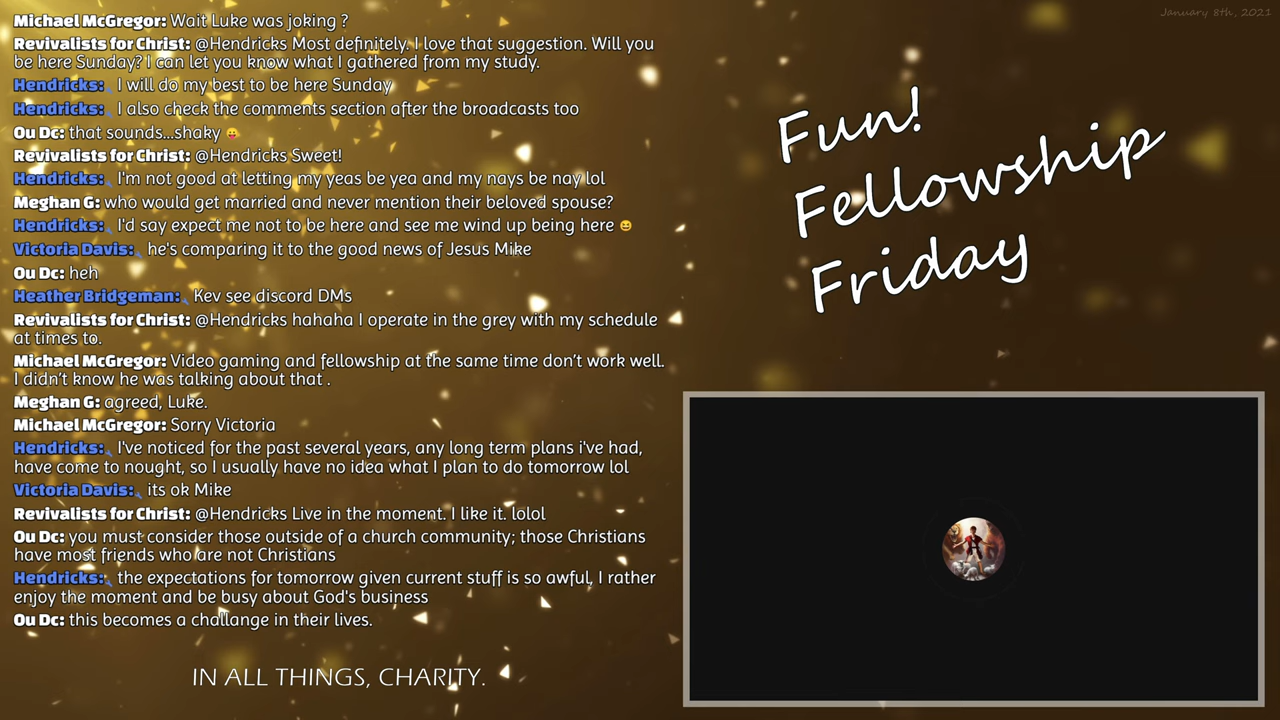 Michael McGregor: Wait Luke was joking ?
Revivalists for Christ: @Hendricks Most definitely. I love that suggestion. Will you
be here Sunday? I can let you know what I gathered from my study.
Hendricks: I will do my best to be here Sunday
Hendricks: I also check the comments section after the broadcasts too
Ou Dc: that sounds...shaky 😛
Revivalists for Christ: @Hendricks Sweet!
Hendricks: I'm not good at letting my yeas be yea and my nays be nay lol
Meghan G: who would get married and never mention their beloved spouse?
Hendricks: I'd say expect me not to be here and see me wind up being here 😆
Victoria Davis: he's comparing it to the good news of Jesus Mike
Ou Dc: heh
Heather Bridgeman: Kev see discord DMs
Revivalists for Christ: @Hendricks hahaha I operate in the grey with my schedule
at times to.
Michael McGregor: Video gaming and fellowship at the same time don't work well.
I didn't know he was talking about that .
Meghan G: agreed, Luke.
Michael McGregor: Sorry Victoria
Hendricks: I've noticed for the past several years, any long term plans i've had,
have come to nought, so I usually have no idea what I plan to do tomorrow lol
Victoria Davis: its ok Mike
Revivalists for Christ: @Hendricks Live in the moment. I like it. lolol
Ou Dc: you must consider those outside of a church community; those Christians
have most friends who are not Christians
Hendricks: the expectations for tomorrow given current stuff is so awful, I rather
enjoy the moment and be busy about God's business
Ou Dc: this becomes a challange in their lives.
IN ALL THINGS, CHARITY.
January 8th, 2021
Fun!
Fellowship
Friday